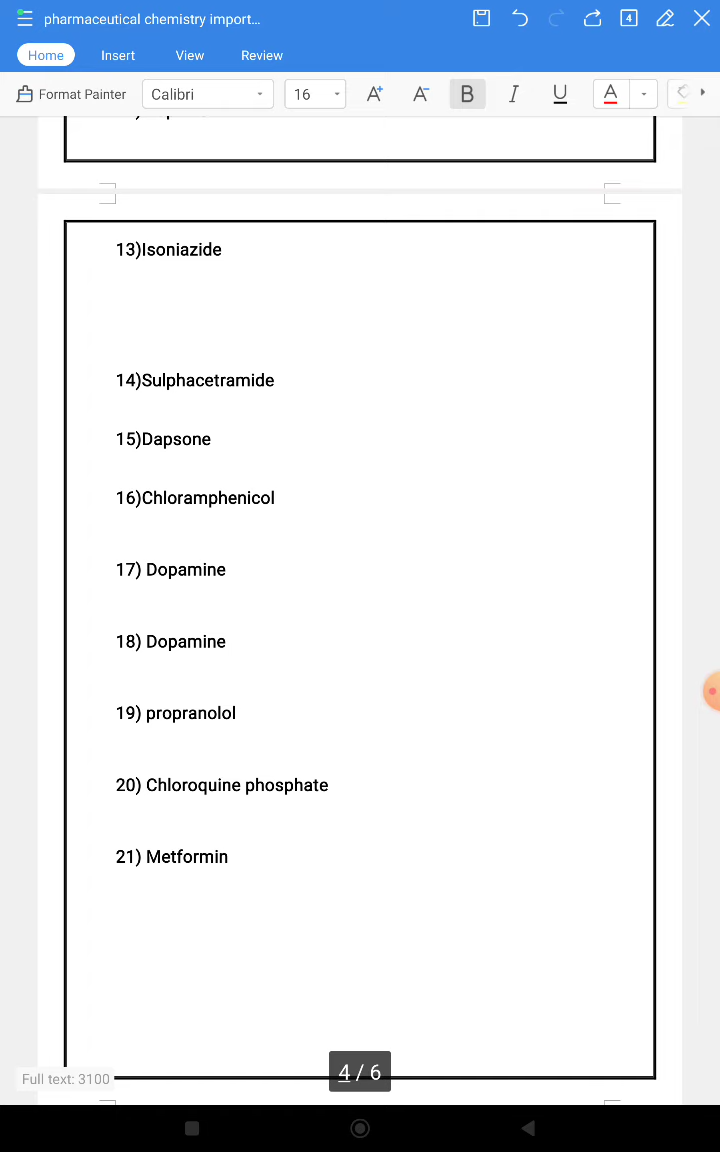 pharmaceutical chemistry import...
4
Home Insert View Review
Format Painter Calibri 16 A+ A- B I U A
13)Isoniazide
14)Sulphacetramide
15)Dapsone
16)Chloramphenicol
17) Dopamine
18) Dopamine
19) propranolol
20) Chloroquine phosphate
21) Metformin
Full text: 3100
4 / 6